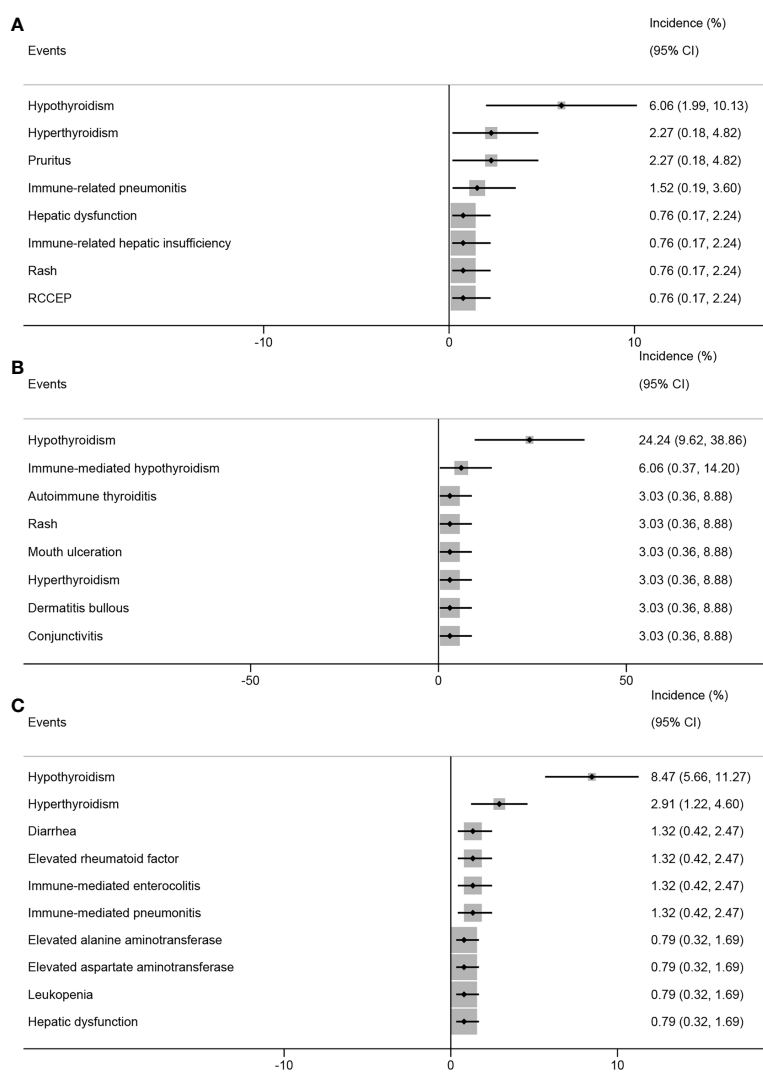 A
Incidence (%)
Events (95% CI)
Hypothyroidism 6.06 (1.99, 10.13)
Hyperthyroidism 2.27 (0.18, 4.82)
Pruritus 2.27 (0.18, 4.82)
Immune-related pneumonitis 1.52 (0.19, 3.60)
Hepatic dysfunction 0.76 (0.17, 2.24)
Immune-related hepatic insufficiency 0.76 (0.17, 2.24)
Rash 0.76 (0.17, 2.24)
RCCEP 0.76 (0.17, 2.24)
-10 0 10
B
Incidence (%)
Events (95% CI)
Hypothyroidism 24.24 (9.62, 38.86)
Immune-mediated hypothyroidism 6.06 (0.37, 14.20)
Autoimmune thyroiditis 3.03 (0.36, 8.88)
Rash 3.03 (0.36, 8.88)
Mouth ulceration 3.03 (0.36, 8.88)
Hyperthyroidism 3.03 (0.36, 8.88)
Dermatitis bullous 3.03 (0.36, 8.88)
Conjunctivitis 3.03 (0.36, 8.88)
-50 0 50
C
Incidence (%)
Events (95% CI)
Hypothyroidism 8.47 (5.66, 11.27)
Hyperthyroidism 2.91 (1.22, 4.60)
Diarrhea 1.32 (0.42, 2.47)
Elevated rheumatoid factor 1.32 (0.42, 2.47)
Immune-mediated enterocolitis 1.32 (0.42, 2.47)
Immune-mediated pneumonitis 1.32 (0.42, 2.47)
Elevated alanine aminotransferase 0.79 (0.32, 1.69)
Elevated aspartate aminotransferase 0.79 (0.32, 1.69)
Leukopenia 0.79 (0.32, 1.69)
Hepatic dysfunction 0.79 (0.32, 1.69)
-10 0 10